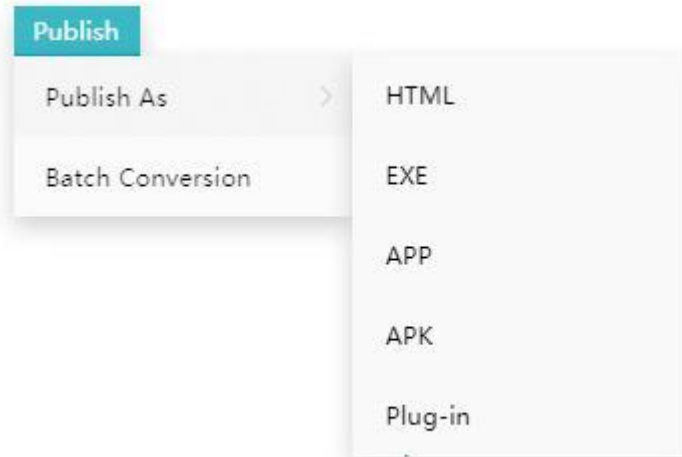 Publish
Publish As
Batch Conversion
HTML
EXE
APP
APK
Plug-in